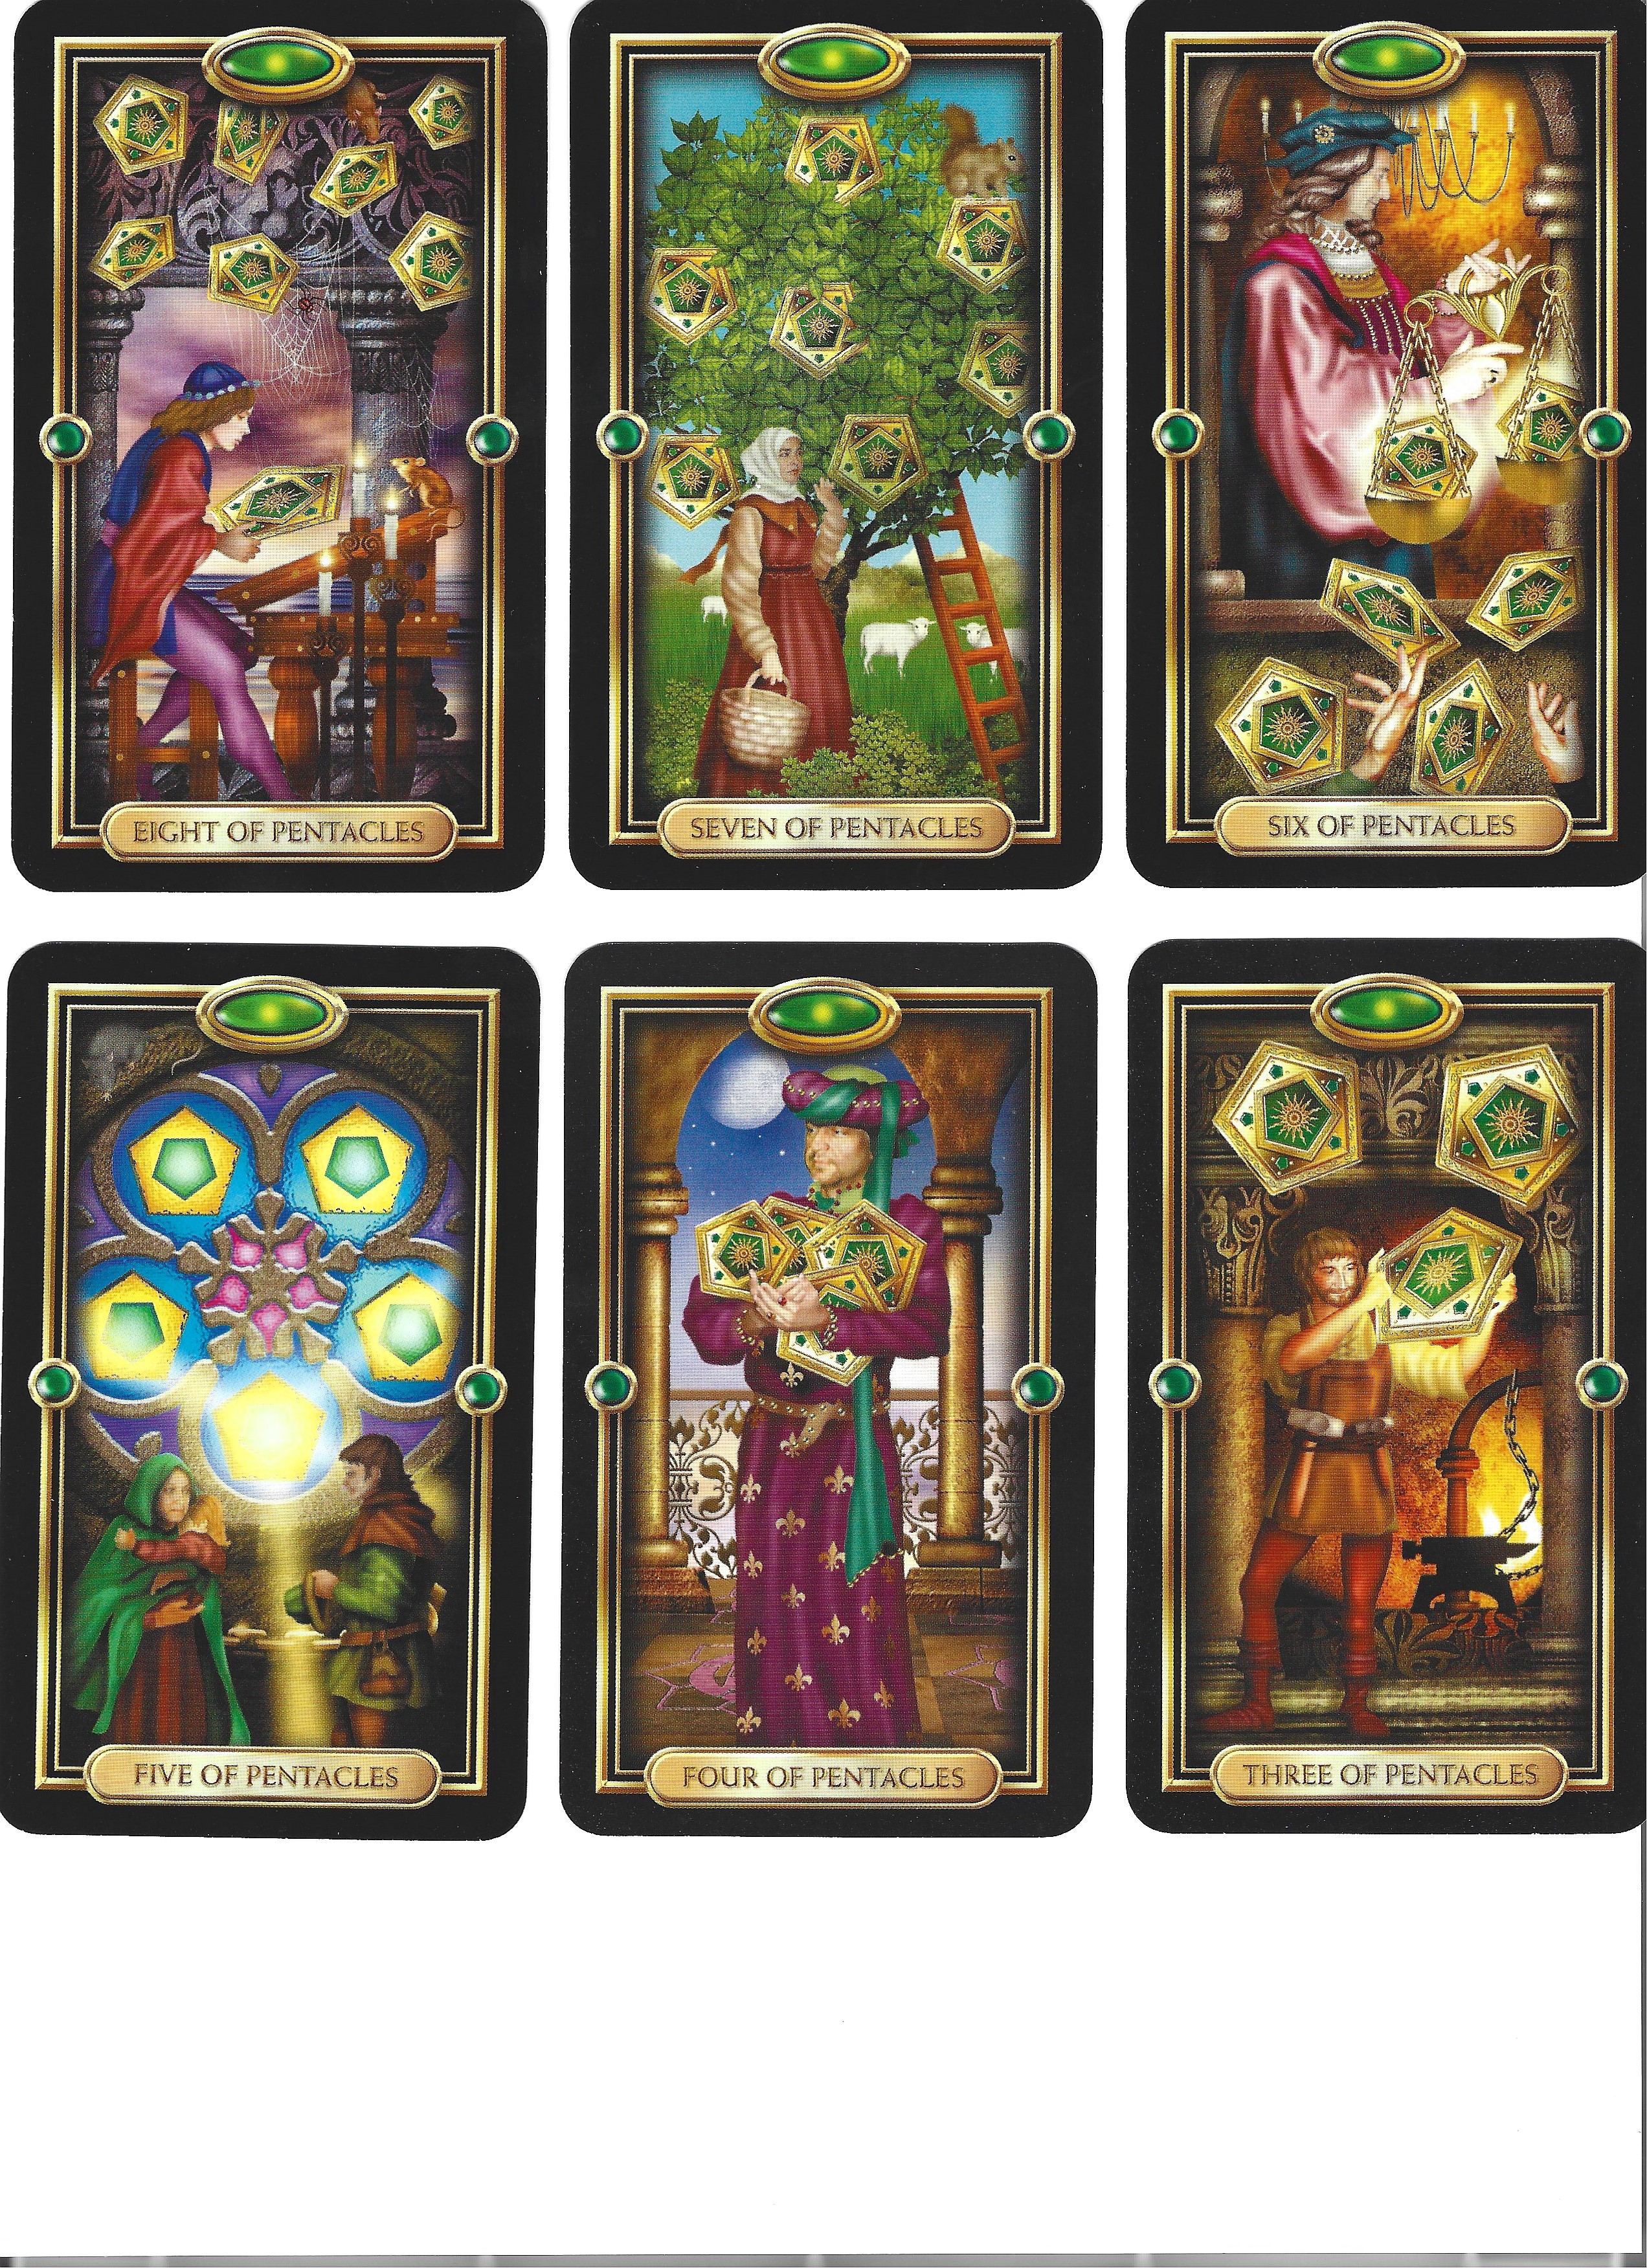 EIGHT OF PENTACLES
SEVEN OF PENTACLES
SIX OF PENTACLES
FIVE OF PENTACLES
FOUR OF PENTACLES
THREE OF PENTACLES